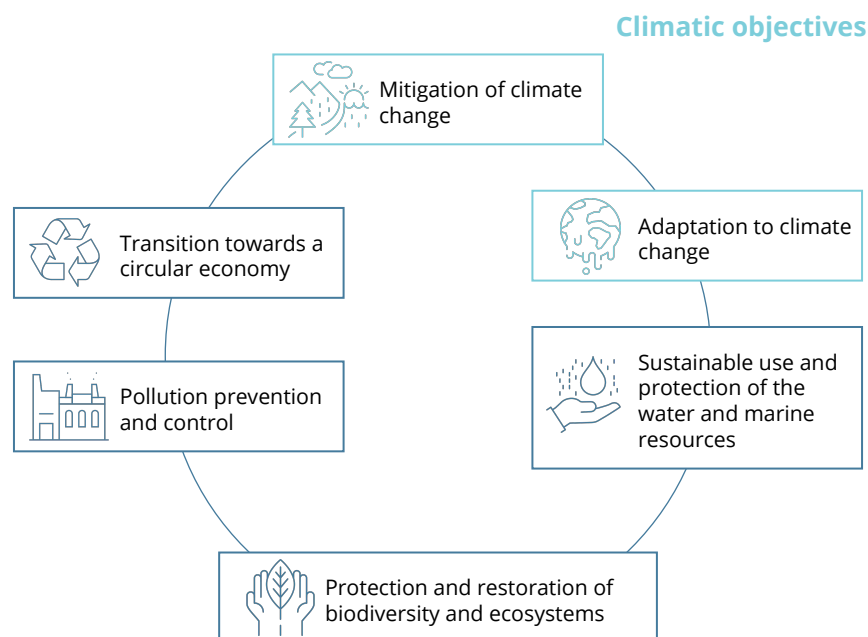 Climatic objectives
Mitigation of climate
change
Adaptation to climate
change
Transition towards a
circular economy
Sustainable use and
protection of the
water and marine
resources
Pollution prevention
and control
Protection and restoration of
biodiversity and ecosystems